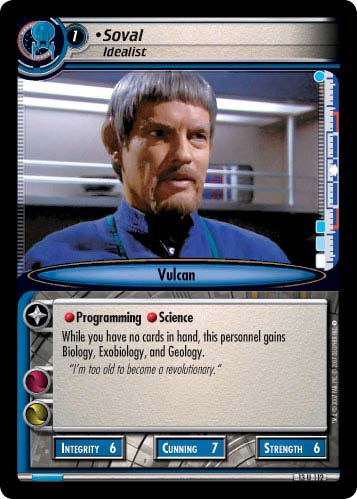 1
•Soval
Idealist
Vulcan
Programming Science
While you have no cards in hand, this personnel gains
Biology, Exobiology, and Geology.
"I'm too old to become a revolutionary."
INTEGRITY 6
CUNNING 7
STRENGTH 6